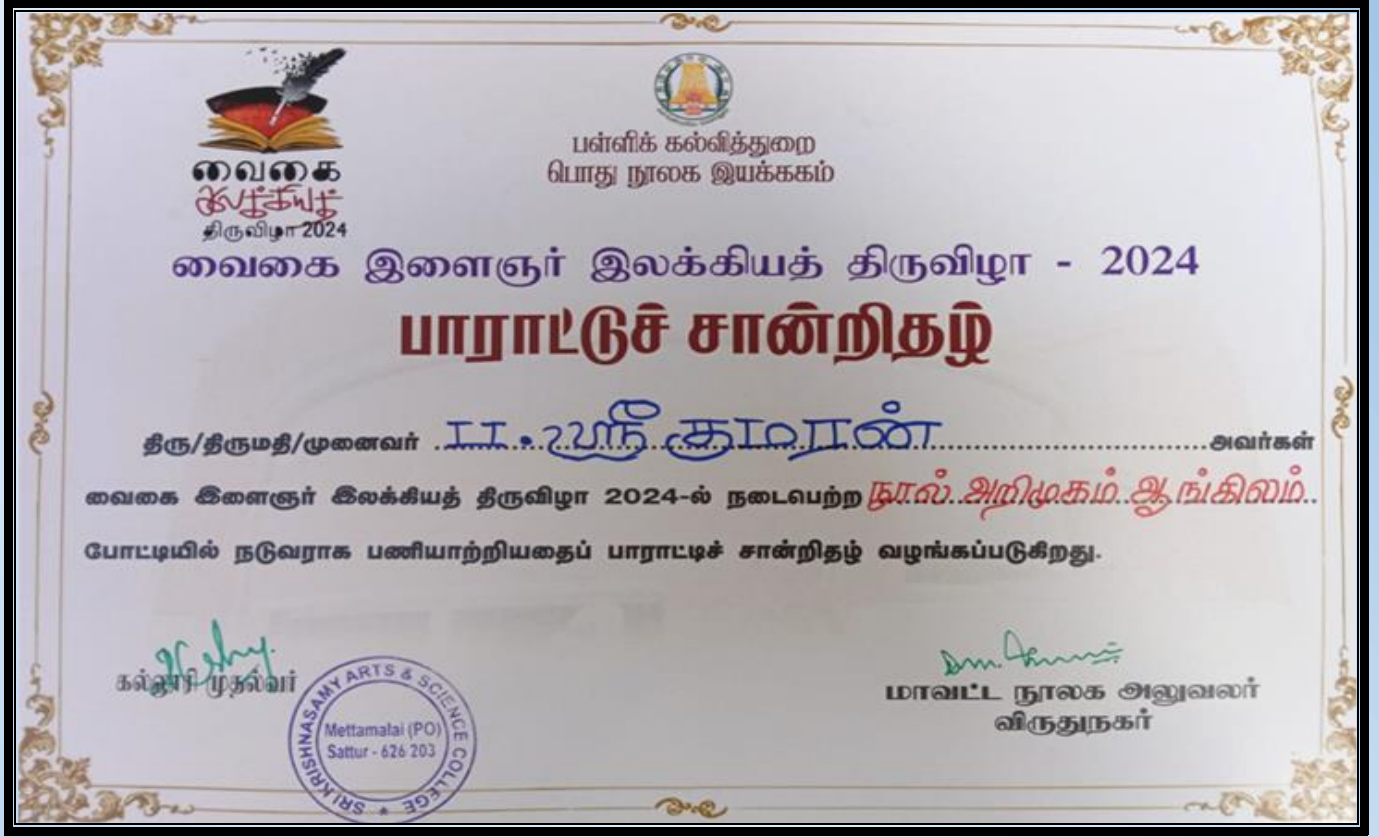 வைகை
இலக்கியத்
திருவிழா 2024
பள்ளிக் கல்வித்துறை
பொது நூலக இயக்ககம்
வைகை இளைஞர் இலக்கியத் திருவிழா - 2024
பாராட்டுச் சான்றிதழ்
திரு/திருமதி/முனைவர் .பா.ஸ்ரீ குமரன்..........................அவர்கள்
வைகை இளைஞர் இலக்கியத் திருவிழா 2024-ல் நடைபெற்ற நூல் அறிமுகம் ஆங்கிலம்..
போட்டியில் நடுவராக பணியாற்றியதைப் பாராட்டிச் சான்றிதழ் வழங்கப்படுகிறது.
கல்லூரி முதல்வர்
SRI KRISHNASAMY ARTS & SCIENCE COLLEGE
Mettamalai (PO)
Sattur - 626 203
மாவட்ட நூலக அலுவலர்
விருதுநகர்